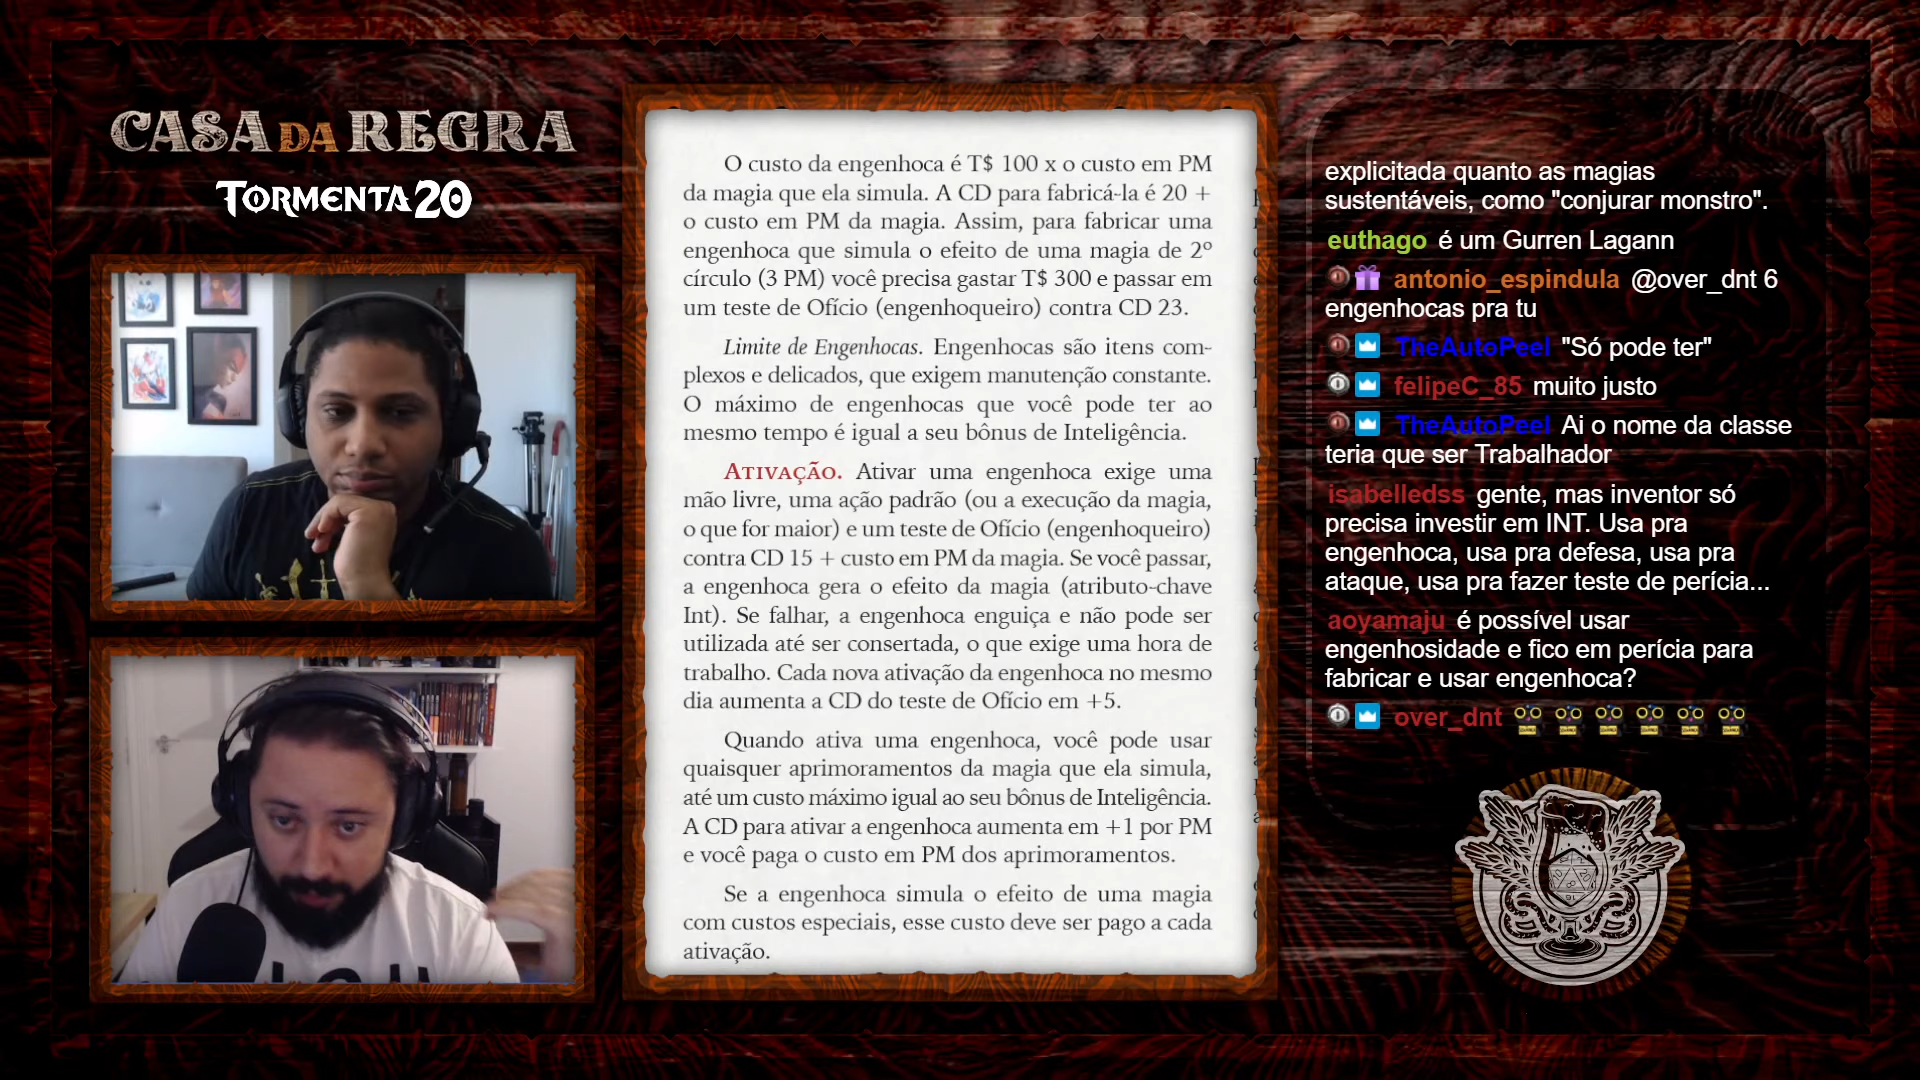 CASA DA REGRA
TORMENTA20
O custo da engenhoca é T$ 100 x o custo em PM
da magia que ela simula. A CD para fabricá-la é 20 +
o custo em PM da magia. Assim, para fabricar uma
engenhoca que simula o efeito de uma magia de 2º
círculo (3 PM) você precisa gastar T$ 300 e passar em
um teste de Ofício (engenhoqueiro) contra CD 23.
Limite de Engenhocas. Engenhocas são itens com-
plexos e delicados, que exigem manutenção constante.
O máximo de engenhocas que você pode ter ao
mesmo tempo é igual a seu bônus de Inteligência.
ATIVAÇÃO. Ativar uma engenhoca exige uma
mão livre, uma ação padrão (ou a execução da magia,
o que for maior) e um teste de Ofício (engenhoqueiro)
contra CD 15 + custo em PM da magia. Se você passar,
a engenhoca gera o efeito da magia (atributo-chave
Int). Se falhar, a engenhoca enguiça e não pode ser
utilizada até ser consertada, o que exige uma hora de
trabalho. Cada nova ativação da engenhoca no mesmo
dia aumenta a CD do teste de Ofício em +5.
Quando ativa uma engenhoca, você pode usar
quaisquer aprimoramentos da magia que ela simula,
até um custo máximo igual ao seu bônus de Inteligência.
A CD para ativar a engenhoca aumenta em +1 por PM
e você paga o custo em PM dos aprimoramentos.
Se a engenhoca simula o efeito de uma magia
com custos especiais, esse custo deve ser pago a cada
ativação.
explicitada quanto as magias
sustentáveis, como "conjurar monstro".
euthago é um Gurren Lagann
antonio_espindula @over_dnt 6
engenhocas pra tu
TheAutoPeel "Só pode ter"
felipeC_85 muito justo
TheAutoPeel Ai o nome da classe
teria que ser Trabalhador
isabelledss gente, mas inventor só
precisa investir em INT. Usa pra
engenhoca, usa pra defesa, usa pra
ataque, usa pra fazer teste de perícia...
aoyamaju é possível usar
engenhosidade e fico em perícia para
fabricar e usar engenhoca?
over_dnt